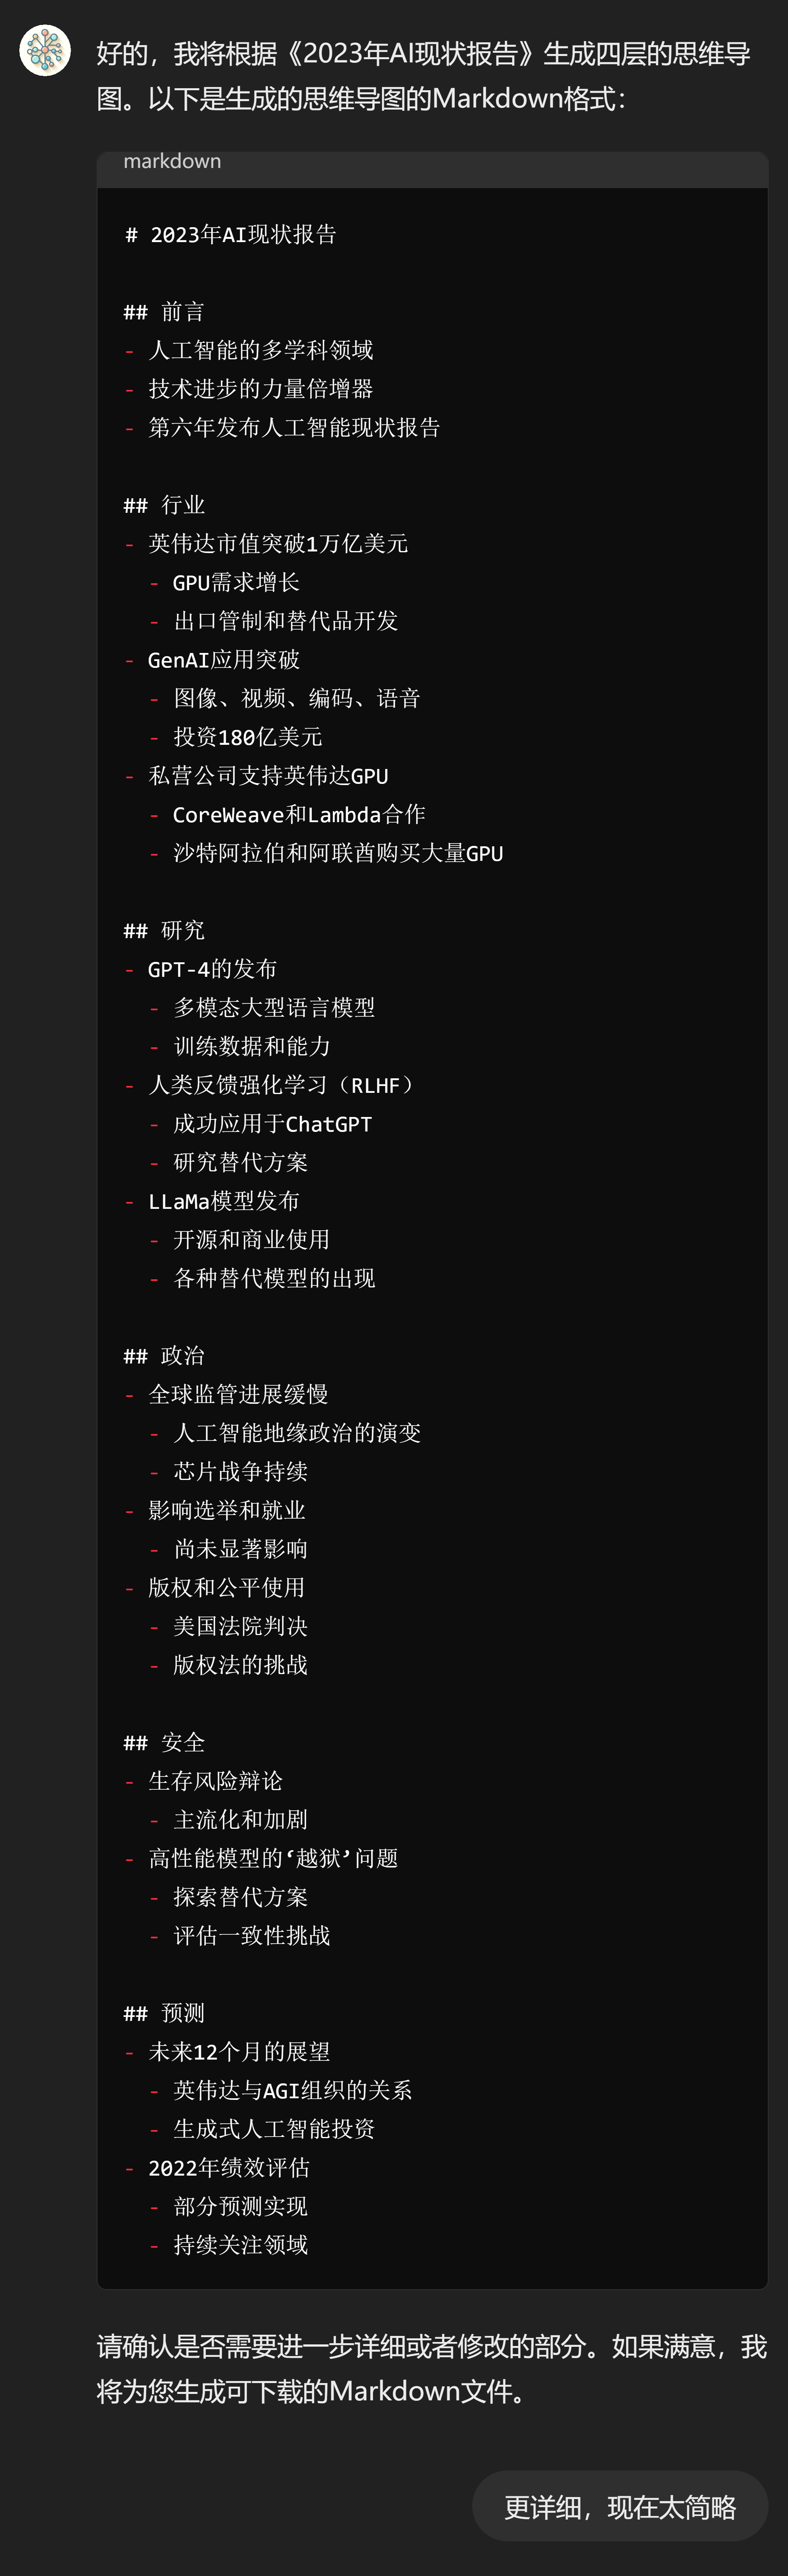 好的，我将根据《2023年AI现状报告》生成四层的思维导
图。以下是生成的思维导图的Markdown格式：
markdown
# 2023年AI现状报告
## 前言
- 人工智能的多学科领域
- 技术进步的力量倍增器
- 第六年发布人工智能现状报告
## 行业
- 英伟达市值突破1万亿美元
- GPU需求增长
- 出口管制和替代品开发
- GenAI应用突破
- 图像、视频、编码、语音
- 投资180亿美元
- 私营公司支持英伟达GPU
- CoreWeave和Lambda合作
- 沙特阿拉伯和阿联酋购买大量GPU
## 研究
- GPT-4的发布
- 多模态大型语言模型
- 训练数据和能力
- 人类反馈强化学习（RLHF）
- 成功应用于ChatGPT
- 研究替代方案
- LLaMa模型发布
- 开源和商业使用
- 各种替代模型的出现
## 政治
- 全球监管进展缓慢
- 人工智能地缘政治的演变
- 芯片战争持续
- 影响选举和就业
- 尚未显著影响
- 版权和公平使用
- 美国法院判决
- 版权法的挑战
## 安全
- 生存风险辩论
- 主流化和加剧
- 高性能模型的‘越狱’问题
- 探索替代方案
- 评估一致性挑战
## 预测
- 未来12个月的展望
- 英伟达与AGI组织的关系
- 生成式人工智能投资
- 2022年绩效评估
- 部分预测实现
- 持续关注领域
请确认是否需要进一步详细或者修改的部分。如果满意，我
将为您生成可下载的Markdown文件。
更详细，现在太简略